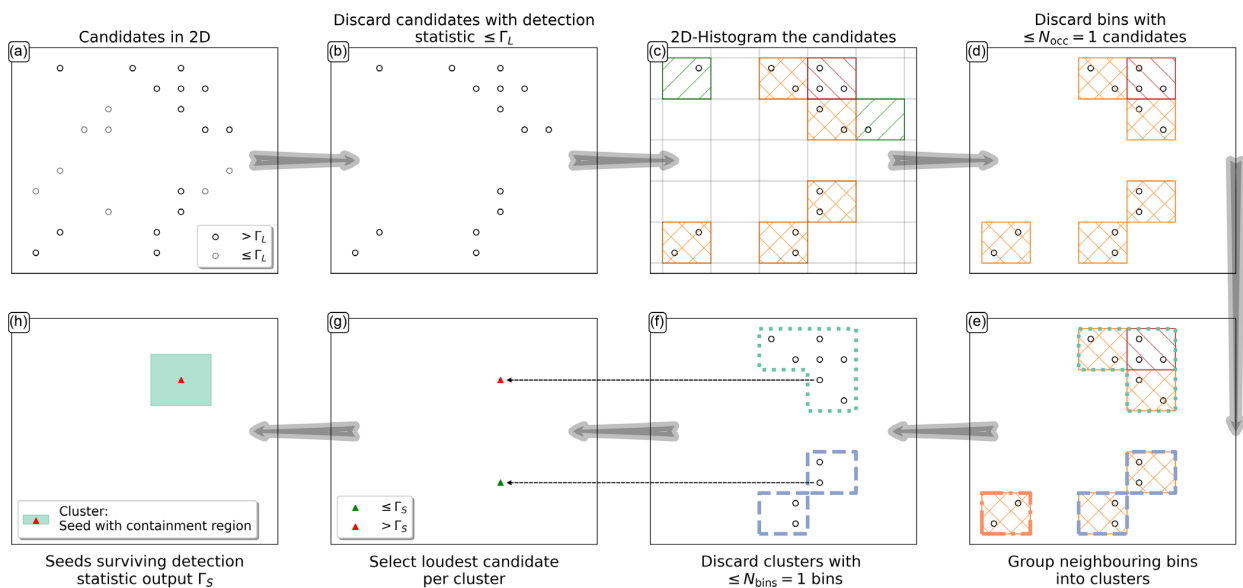 (a)
Candidates in 2D
> Γ_L
≤ Γ_L
(b)
Discard candidates with detection
statistic ≤ Γ_L
(c)
2D-Histogram the candidates
(d)
Discard bins with
≤ N_occ = 1 candidates
(h)
Cluster:
Seed with containment region
Seeds surviving detection
statistic output Γ_S
(g)
≤ Γ_S
> Γ_S
Select loudest candidate
per cluster
(f)
Discard clusters with
≤ N_bins = 1 bins
(e)
Group neighbouring bins
into clusters